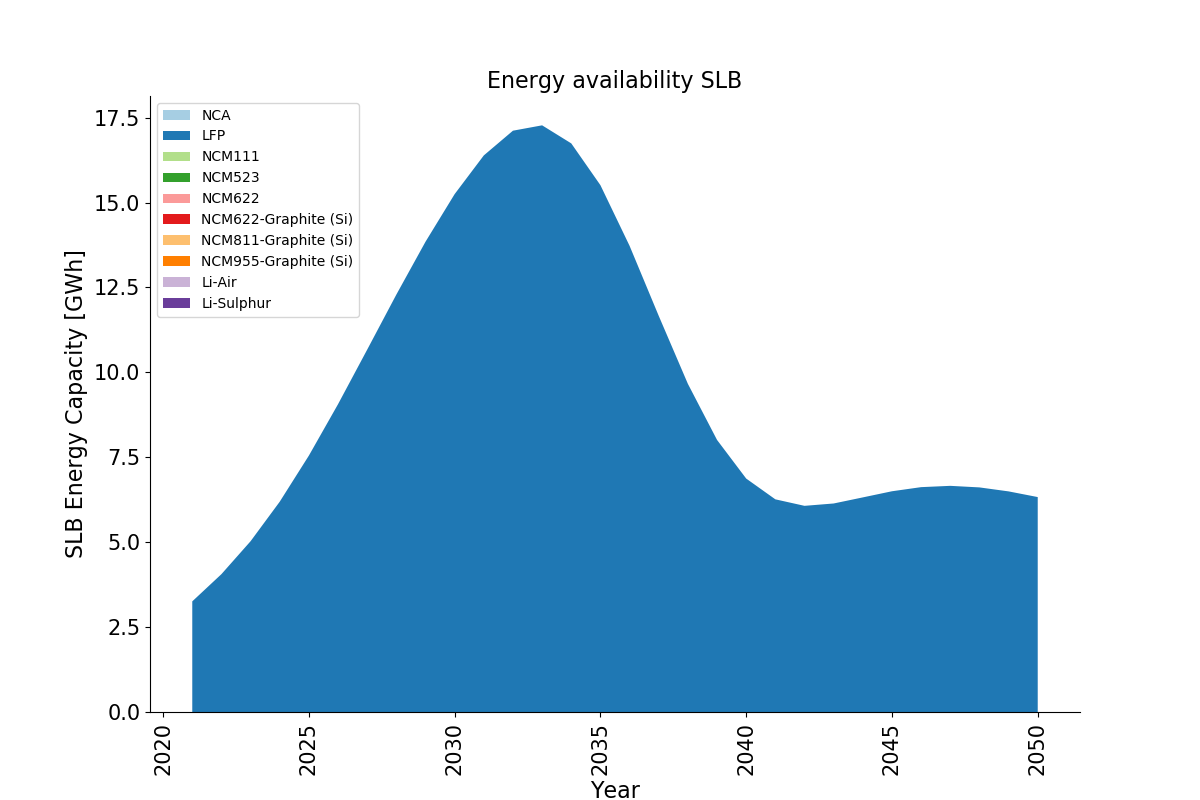 Energy availability SLB
NCA
LFP
NCM111
NCM523
NCM622
NCM622-Graphite (Si)
NCM811-Graphite (Si)
NCM955-Graphite (Si)
Li-Air
Li-Sulphur
SLB Energy Capacity [GWh]
17.5
15.0
12.5
10.0
7.5
5.0
2.5
0.0
2020
2025
2030
2035
2040
2045
2050
Year